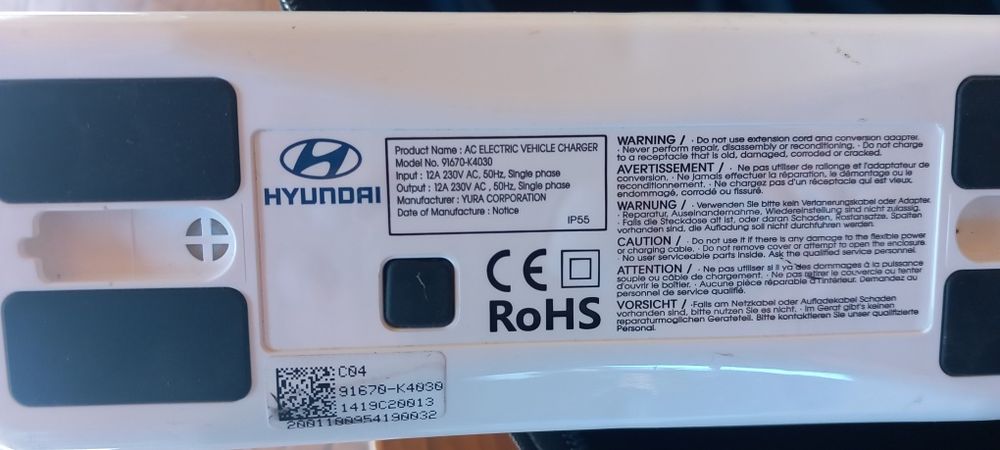 HYUNDAI
Product Name : AC ELECTRIC VEHICLE CHARGER
Model No. 91670-K4030
Input : 12A 230V AC, 50Hz, Single phase
Output : 12A 230V AC , 50Hz, Single phase
Manufacturer : YURA CORPORATION
Date of Manufacture : Notice
IP55
CE
RoHS
WARNING / · Do not use extension cord and conversion adapter.
· Never perform repair, disassembly or reconditioning. · Do not charge
to a receptacle that is old, damaged, corroded or cracked.
AVERTISSEMENT / · Ne pas utiliser de rallonge et l'adaptateur de
conversion. · Ne jamais effectuer la réparation, le démontage ou le
reconditionnement. · Ne chargez pas d'un réceptacle qui est vieux,
endommagé, corrodé ou fissuré.
WARNUNG / · Verwenden Sie bitte kein Verlanerungskabel oder Adapter.
· Reparatur, Auseinandernahme, Wiedereinstellung sind nicht zulassig.
· Falls die Steckdose alt ist, oder daran Schaden, Rostansatze, Spalten
vorhanden sind, die Aufladung soll nicht durchfuhren werden.
CAUTION / · Do not use it if there is any damage to the flexible power
or charging cable. · Do not remove cover or attempt to open the enclosure.
· No user serviceable parts inside. Ask the qualified service personnel.
ATTENTION / · Ne pas utiliser si il ya des dommages à la puissance
souple ou câble de chargement. · Ne pas retirer le couvercle ou tenter
d'ouvrir le boîtier. · Aucune pièce réparable à l'intérieur. Demandez au
personnel de service qualifié.
VORSICHT / ·Falls am Netzkabel oder Aufladekabel Schaden
vorhanden sind, bitte nutzen Sie es nicht. · Im Gerat gibt's keinen
reparaturmoglichen Gerateteil. Bitte kontaktieren Sie unser qualifizierte
Personal.
C04
91670-K4030
1419C20013
2001100954190032